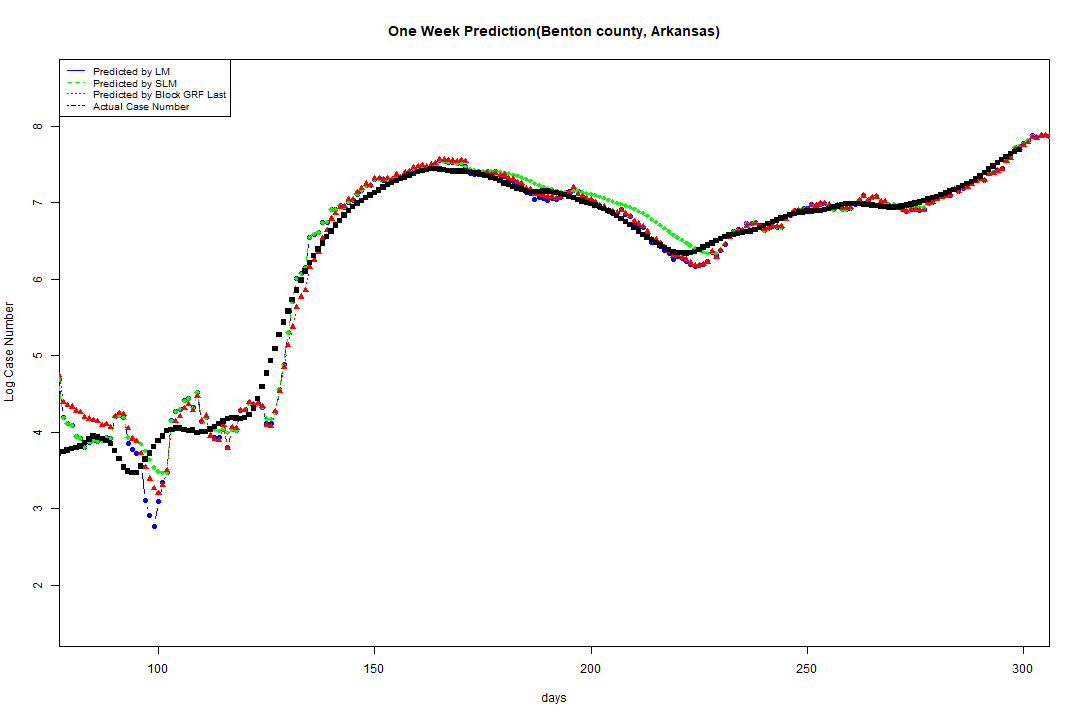 One Week Prediction(Benton county, Arkansas)
Predicted by LM
Predicted by SLM
Predicted by Block GRF Last
Actual Case Number
8
7
6
5
4
3
2
Log Case Number
100 150 200 250 300
days